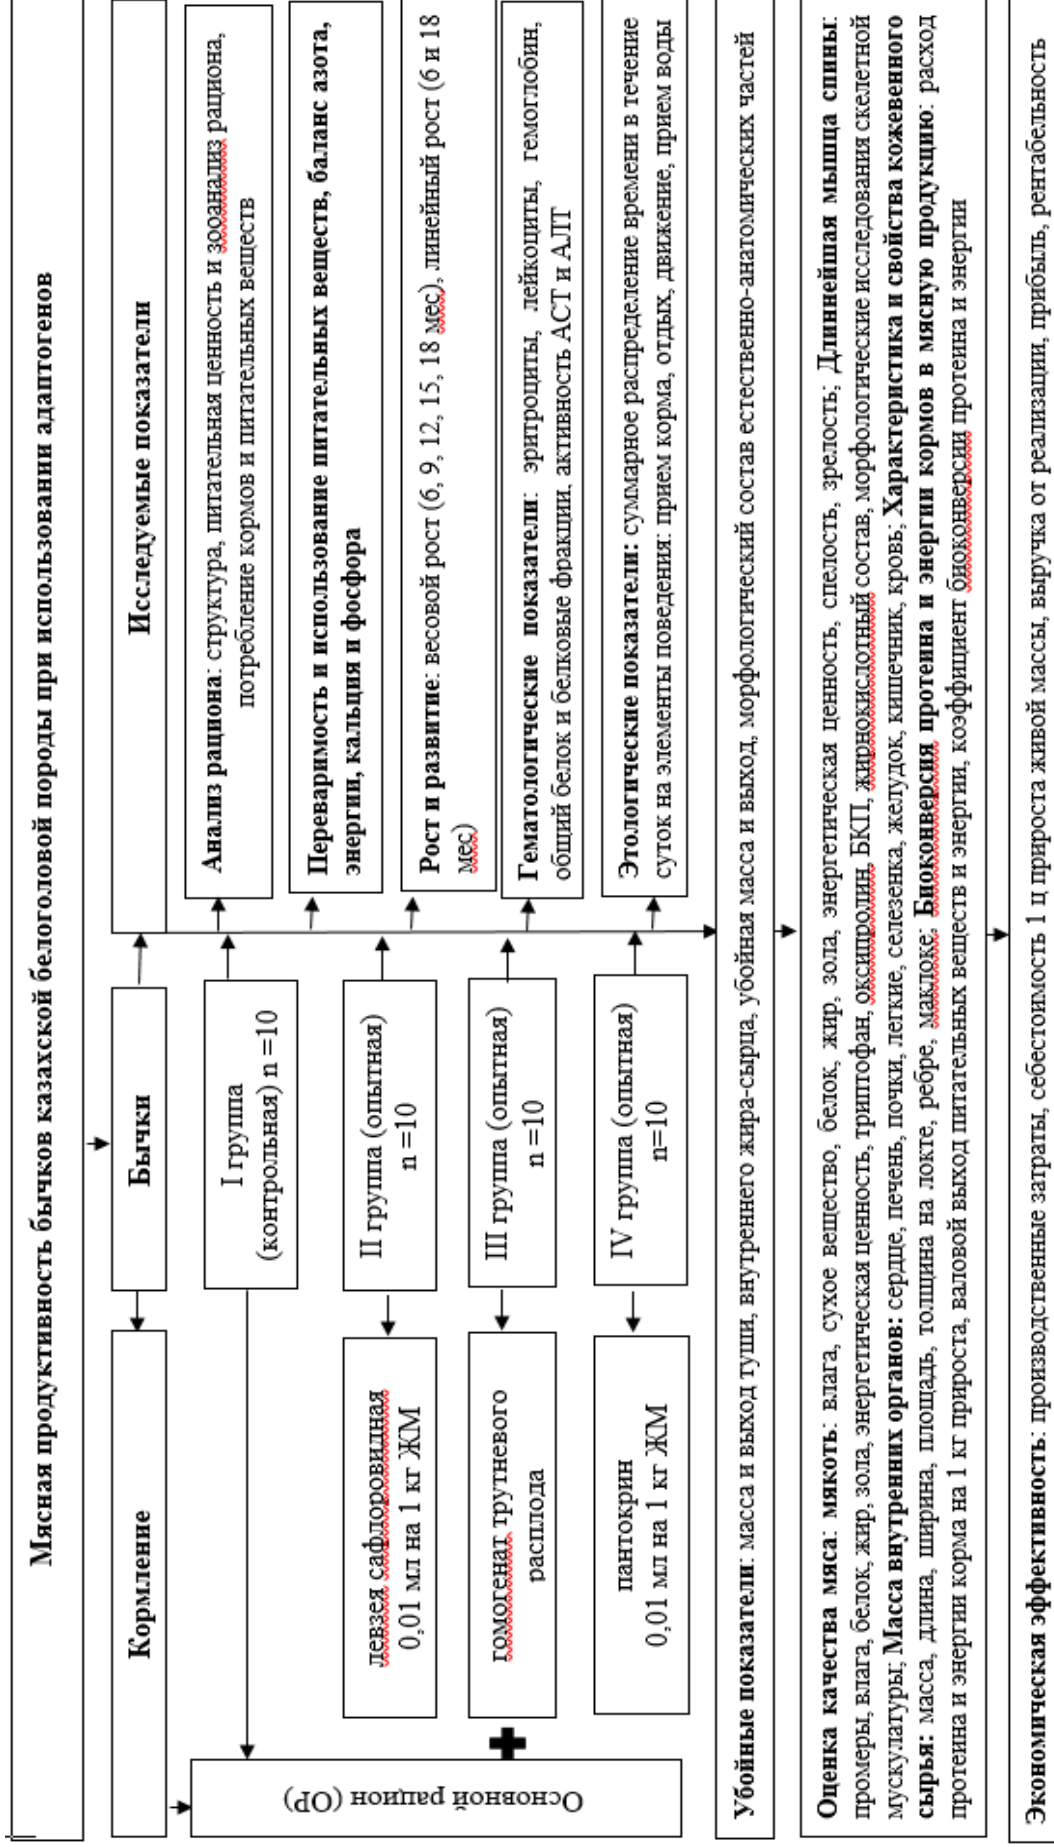 Мясная продуктивность бычков казахской белоголовой породы при использовании адаптогенов
Кормление
Бычки
Исследуемые показатели
Основной рацион (ОР)
I группа
(контрольная) n =10
левзея сафлоровидная
0,01 мл на 1 кг ЖМ
II группа (опытная)
n =10
гомогенат трутневого
расплода
III группа (опытная)
n =10
пантокрин
0,01 мл на 1 кг ЖМ
IV группа (опытная)
n=10
Анализ рациона: структура, питательная ценность и зооанализ рациона,
потребление кормов и питательных веществ
Переваримость и использование питательных веществ, баланс азота,
энергии, кальция и фосфора
Рост и развитие: весовой рост (6, 9, 12, 15, 18 мес), линейный рост (6 и 18
мес)
Гематологические показатели: эритроциты, лейкоциты, гемоглобин,
общий белок и белковые фракции, активность АСТ и АЛТ
Этологические показатели: суммарное распределение времени в течение
суток на элементы поведения: прием корма, отдых, движение, прием воды
Убойные показатели: масса и выход туши, внутреннего жира-сырца, убойная масса и выход, морфологический состав естественно-анатомических частей
Оценка качества мяса: мякоть: влага, сухое вещество, белок, жир, зола, энергетическая ценность, спелость, зрелость; Длиннейшая мышца спины:
промеры, влага, белок, жир, зола, энергетическая ценность, триптофан, оксипролин, БКП, жирнокислотный состав, морфологические исследования скелетной
мускулатуры; Масса внутренних органов: сердце, печень, почки, легкие, селезенка, желудок, кишечник, кровь; Характеристика и свойства кожевенного
сырья: масса, длина, ширина, площадь, толщина на локте, ребре, маклоке; Биоконверсия протеина и энергии кормов в мясную продукцию: расход
протеина и энергии корма на 1 кг прироста, валовой выход питательных веществ и энергии, коэффициент биоконверсии протеина и энергии
Экономическая эффективность: производственные затраты, себестоимость 1 ц прироста живой массы, выручка от реализации, прибыль, рентабельность